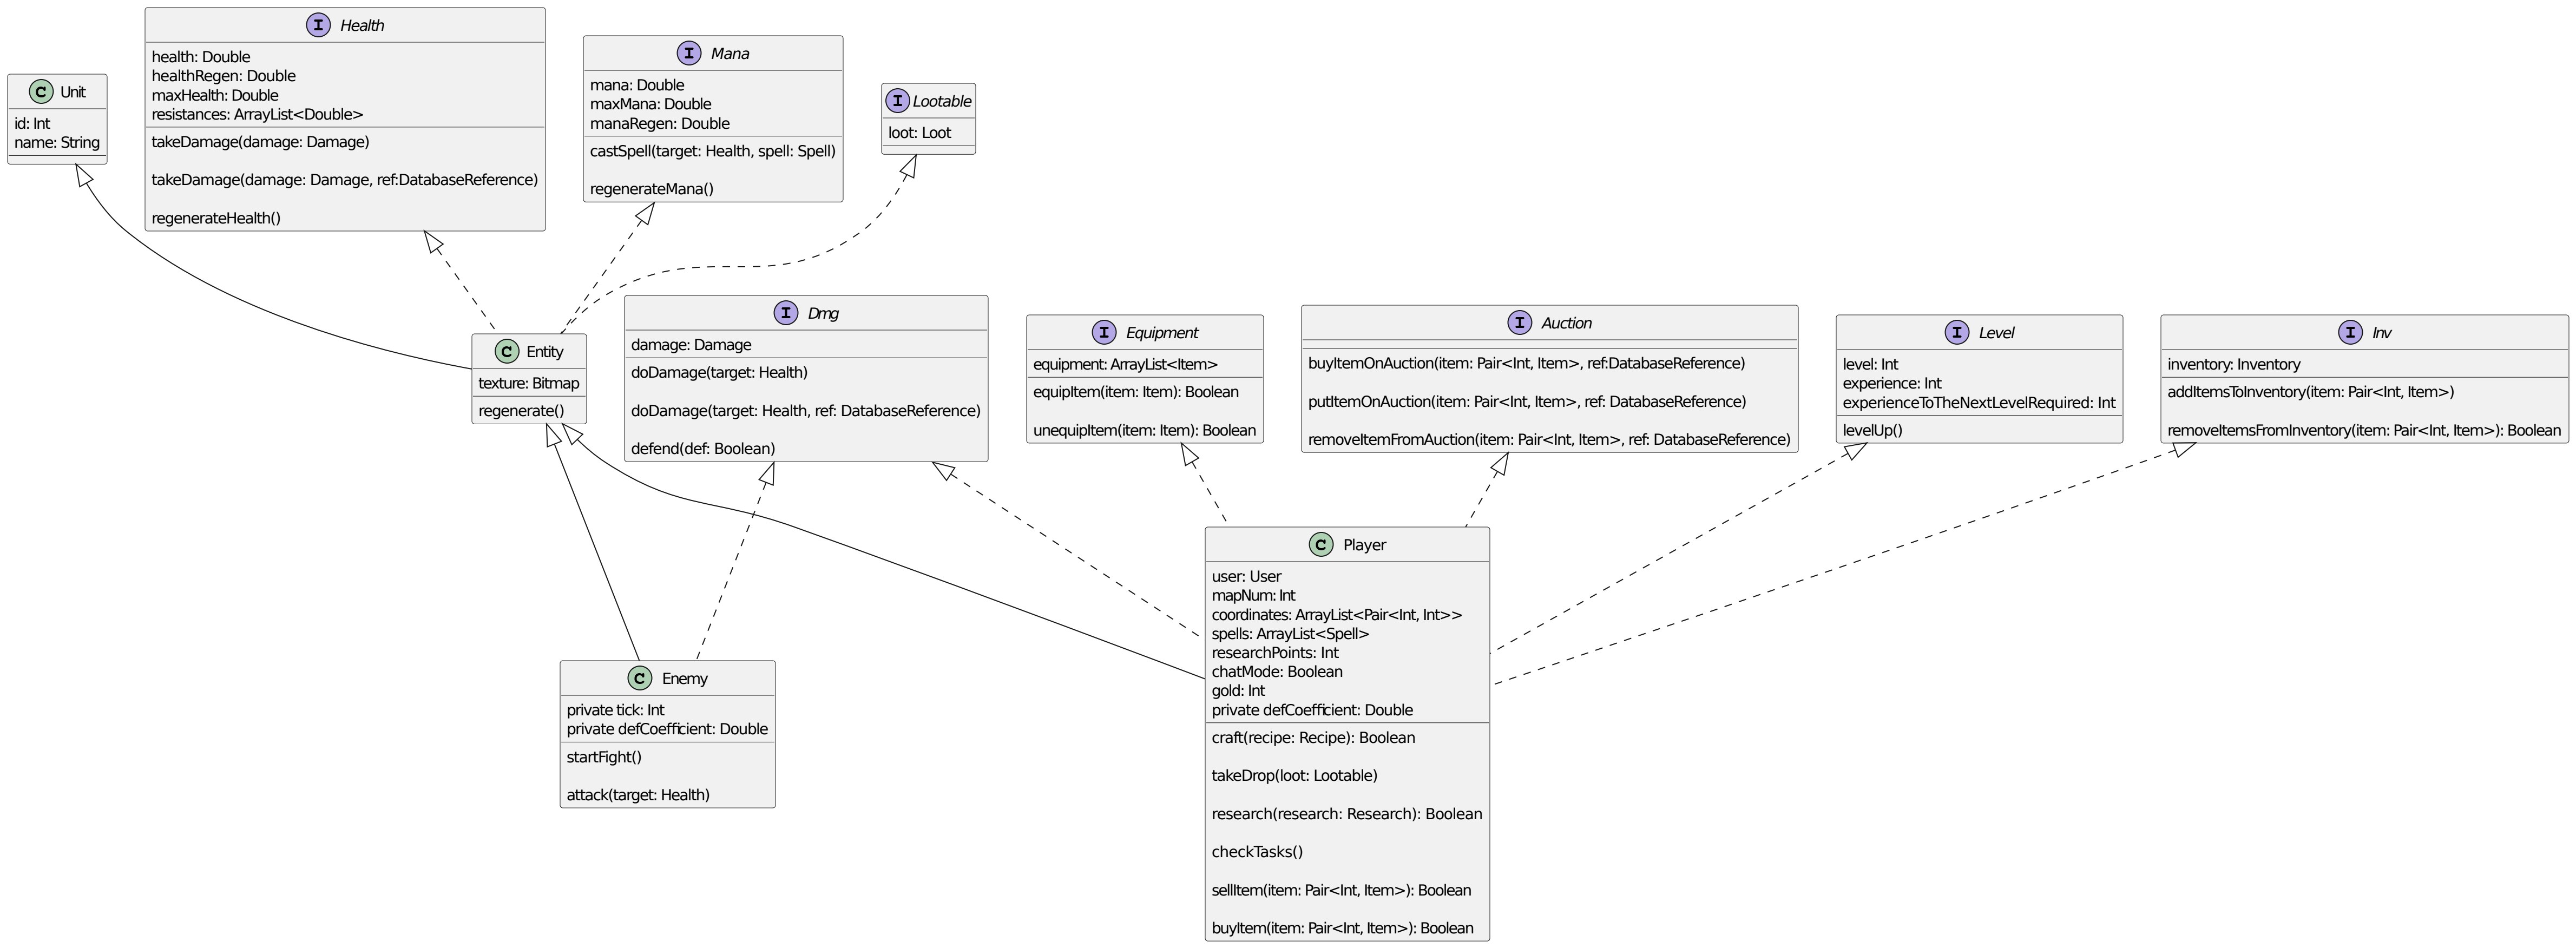 I Health
health: Double
healthRegen: Double
maxHealth: Double
resistances: ArrayList<Double>
takeDamage(damage: Damage)
takeDamage(damage: Damage, ref:DatabaseReference)
regenerateHealth()
I Mana
mana: Double
maxMana: Double
manaRegen: Double
castSpell(target: Health, spell: Spell)
regenerateMana()
C Unit
id: Int
name: String
I Lootable
loot: Loot
C Entity
texture: Bitmap
regenerate()
I Dmg
damage: Damage
doDamage(target: Health)
doDamage(target: Health, ref: DatabaseReference)
defend(def: Boolean)
I Equipment
equipment: ArrayList<Item>
equipItem(item: Item): Boolean
unequipItem(item: Item): Boolean
I Auction
buyItemOnAuction(item: Pair<Int, Item>, ref:DatabaseReference)
putItemOnAuction(item: Pair<Int, Item>, ref: DatabaseReference)
removeItemFromAuction(item: Pair<Int, Item>, ref: DatabaseReference)
I Level
level: Int
experience: Int
experienceToTheNextLevelRequired: Int
levelUp()
I Inv
inventory: Inventory
addItemsToInventory(item: Pair<Int, Item>)
removeItemsFromInventory(item: Pair<Int, Item>): Boolean
C Enemy
private tick: Int
private defCoefficient: Double
startFight()
attack(target: Health)
C Player
user: User
mapNum: Int
coordinates: ArrayList<Pair<Int, Int>>
spells: ArrayList<Spell>
researchPoints: Int
chatMode: Boolean
gold: Int
private defCoefficient: Double
craft(recipe: Recipe): Boolean
takeDrop(loot: Lootable)
research(research: Research): Boolean
checkTasks()
sellItem(item: Pair<Int, Item>): Boolean
buyItem(item: Pair<Int, Item>): Boolean